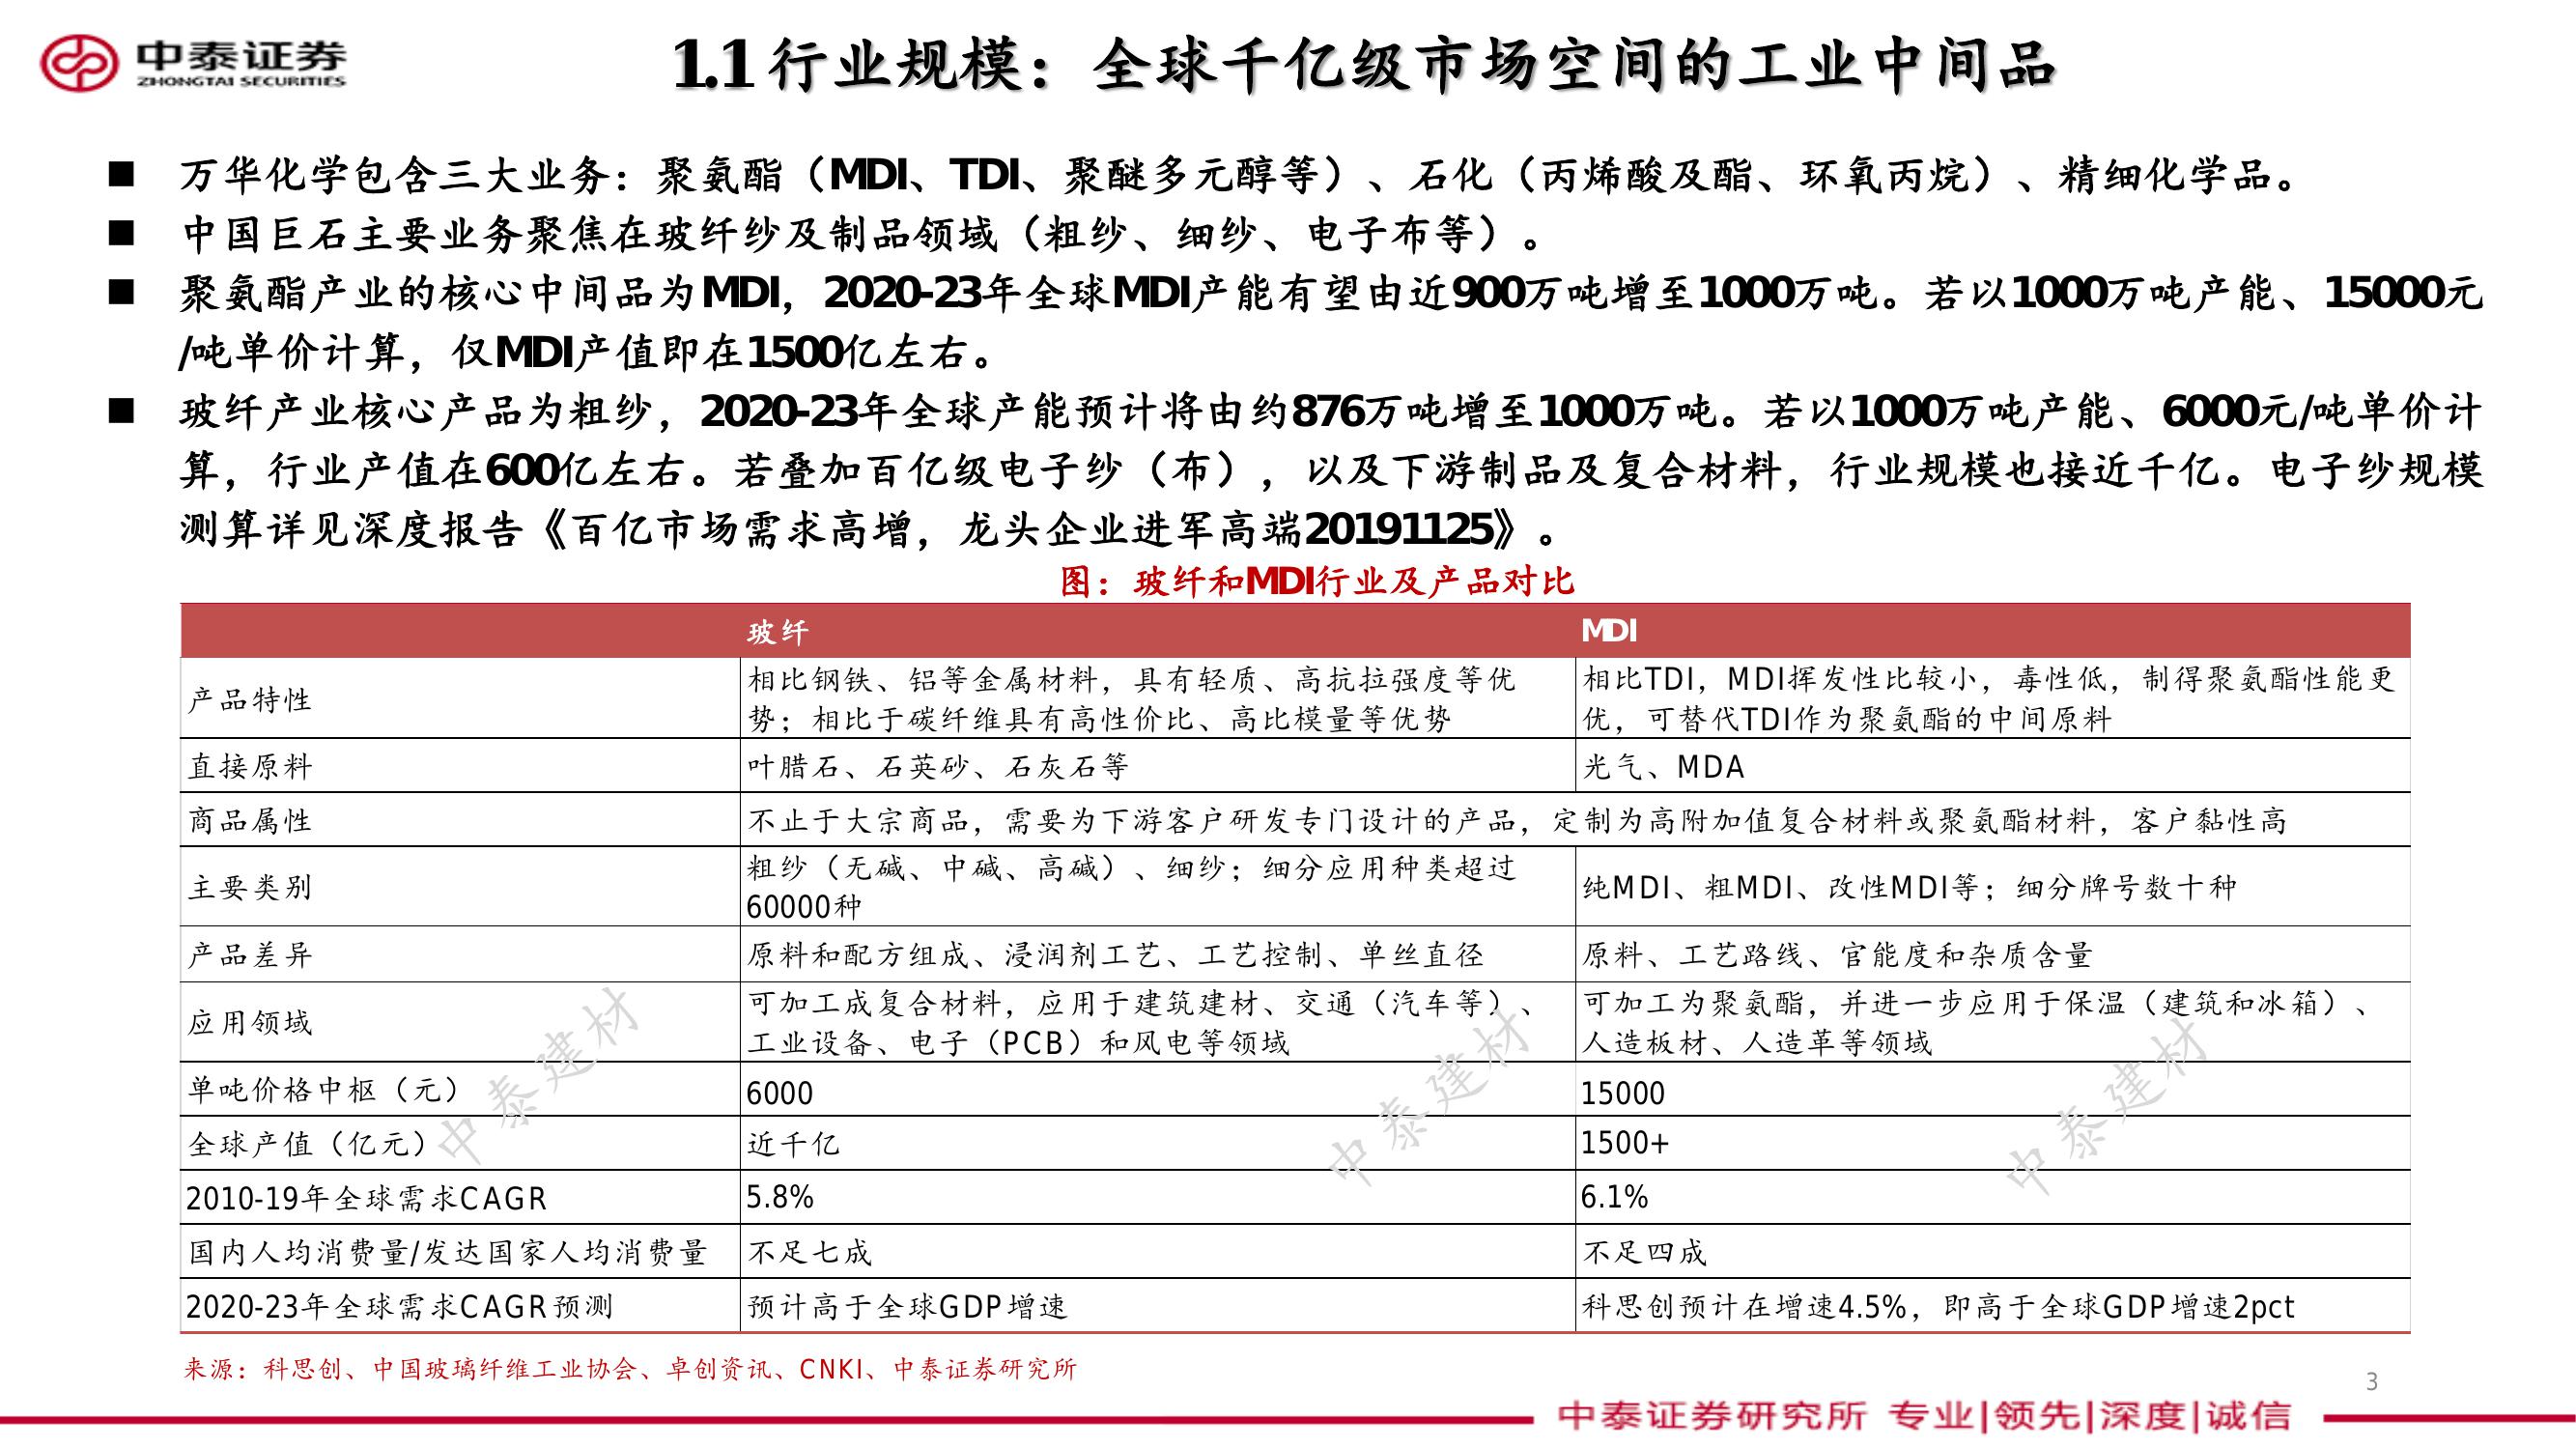 中泰证券
ZHONGTAI SECURITIES
1.1 行业规模：全球千亿级市场空间的工业中间品
■ 万华化学包含三大业务：聚氨酯（MDI、TDI、聚醚多元醇等）、石化（丙烯酸及酯、环氧丙烷）、精细化学品。
■ 中国巨石主要业务聚焦在玻纤纱及制品领域（粗纱、细纱、电子布等）。
■ 聚氨酯产业的核心中间品为MDI，2020-23年全球MDI产能有望由近900万吨增至1000万吨。若以1000万吨产能、15000元
/吨单价计算，仅MDI产值即在1500亿左右。
■ 玻纤产业核心产品为粗纱，2020-23年全球产能预计将由约876万吨增至1000万吨。若以1000万吨产能、6000元/吨单价计
算，行业产值在600亿左右。若叠加百亿级电子纱（布），以及下游制品及复合材料，行业规模也接近千亿。电子纱规模
测算详见深度报告《百亿市场需求高增，龙头企业进军高端20191125》。
图：玻纤和MDI行业及产品对比
玻纤 MDI
产品特性 相比钢铁、铝等金属材料，具有轻质、高抗拉强度等优 相比TDI，MDI挥发性比较小，毒性低，制得聚氨酯性能更
势；相比于碳纤维具有高性价比、高比模量等优势 优，可替代TDI作为聚氨酯的中间原料
直接原料 叶腊石、石英砂、石灰石等 光气、MDA
商品属性 不止于大宗商品，需要为下游客户研发专门设计的产品，定制为高附加值复合材料或聚氨酯材料，客户黏性高
主要类别 粗纱（无碱、中碱、高碱）、细纱；细分应用种类超过 纯MDI、粗MDI、改性MDI等；细分牌号数十种
60000种
产品差异 原料和配方组成、浸润剂工艺、工艺控制、单丝直径 原料、工艺路线、官能度和杂质含量
应用领域 可加工成复合材料，应用于建筑建材、交通（汽车等）、 可加工为聚氨酯，并进一步应用于保温（建筑和冰箱）、
工业设备、电子（PCB）和风电等领域 人造板材、人造革等领域
单吨价格中枢（元） 6000 15000
全球产值（亿元） 近千亿 1500+
2010-19年全球需求CAGR 5.8% 6.1%
国内人均消费量/发达国家人均消费量 不足七成 不足四成
2020-23年全球需求CAGR预测 预计高于全球GDP增速 科思创预计在增速4.5%，即高于全球GDP增速2pct
中泰建材
中泰建材
中泰建材
来源：科思创、中国玻璃纤维工业协会、卓创资讯、CNKI、中泰证券研究所
3
中泰证券研究所 专业|领先|深度|诚信